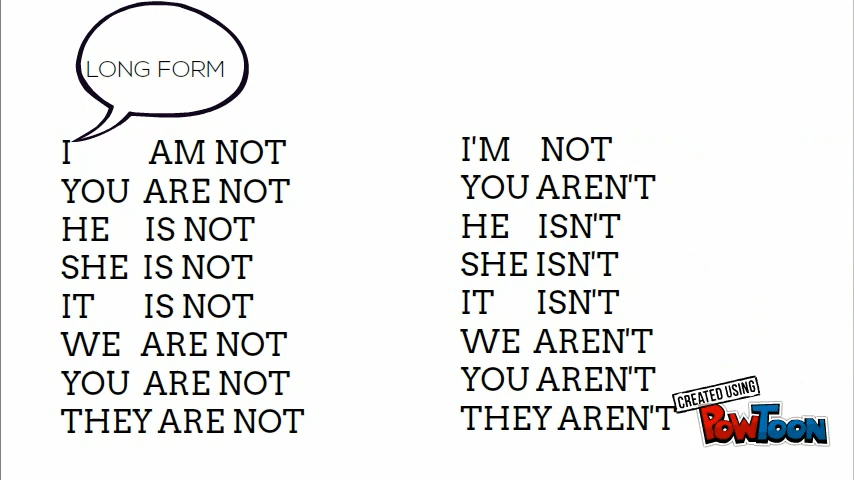 LONG FORM
I AM NOT
YOU ARE NOT
HE IS NOT
SHE IS NOT
IT IS NOT
WE ARE NOT
YOU ARE NOT
THEY ARE NOT
I'M NOT
YOU AREN'T
HE ISN'T
SHE ISN'T
IT ISN'T
WE AREN'T
YOU AREN'T
THEY AREN'T
CREATED USING
POWTOON